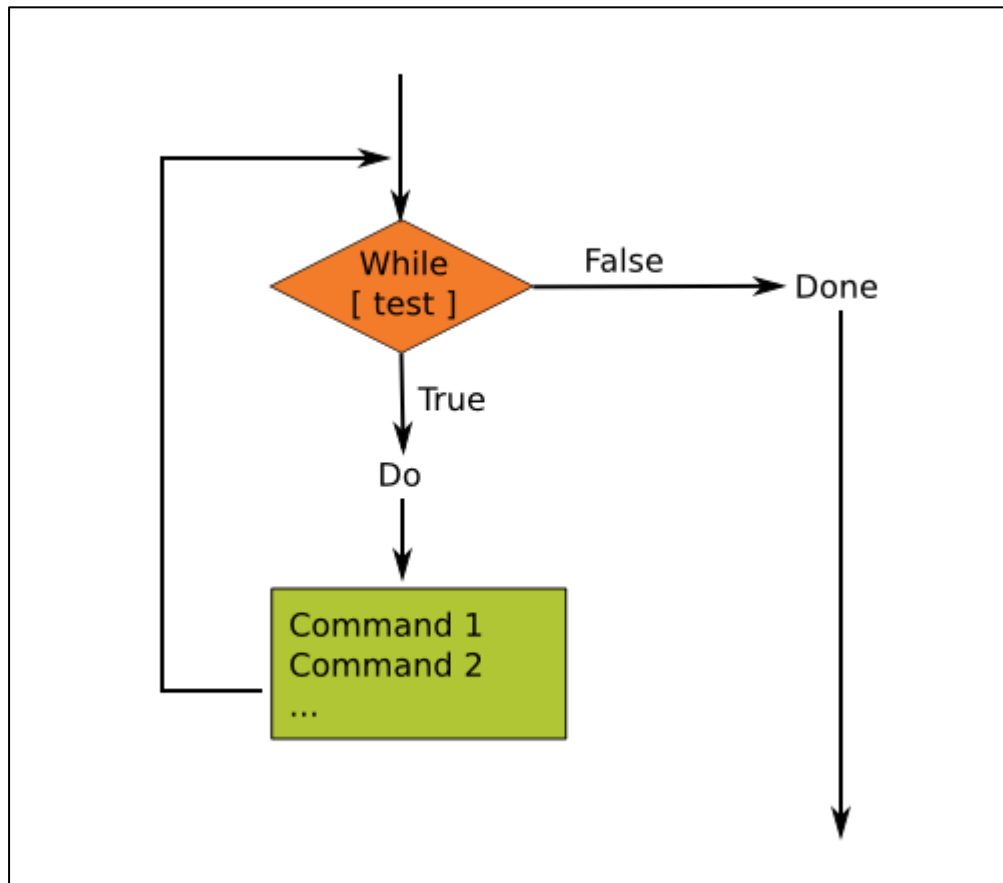 While
[ test ]
False
Done
True
Do
Command 1
Command 2
...